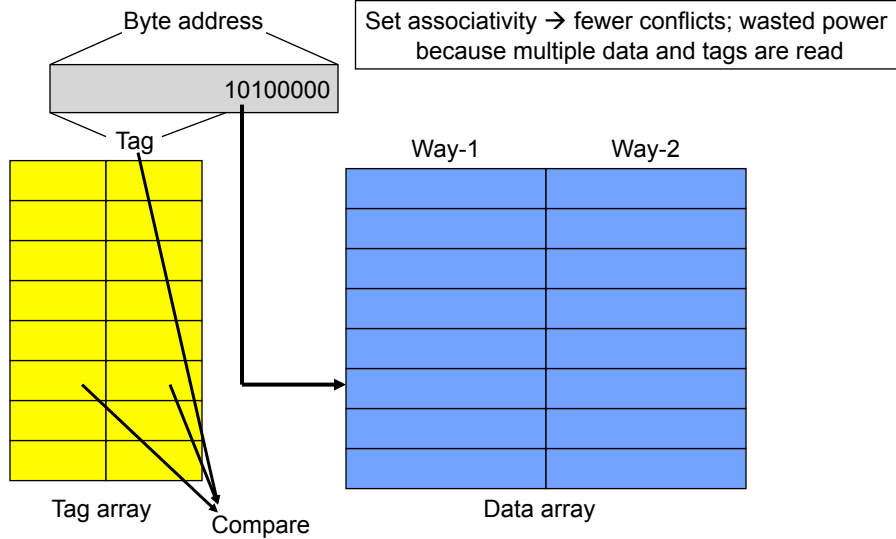 Byte address
Set associativity → fewer conflicts; wasted power
because multiple data and tags are read
10100000
Tag
Way-1
Way-2
Tag array
Data array
Compare